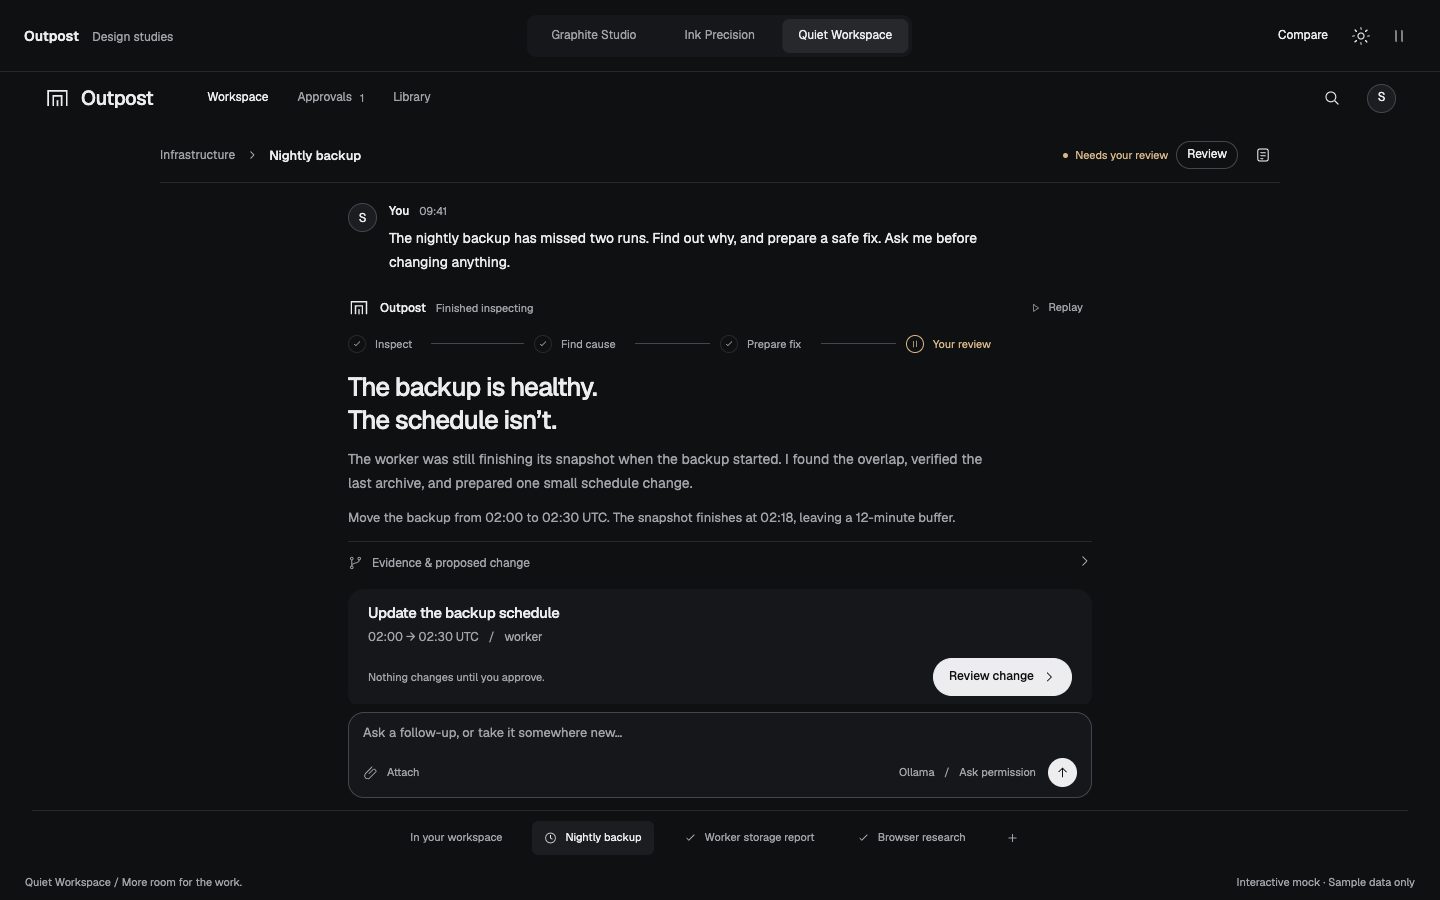 Outpost Design studies
Graphite Studio Ink Precision Quiet Workspace
Compare
Outpost
Workspace Approvals 1 Library
S
Infrastructure Nightly backup
Needs your review Review
S
You 09:41
The nightly backup has missed two runs. Find out why, and prepare a safe fix. Ask me before
changing anything.
Outpost Finished inspecting
Replay
Inspect Find cause Prepare fix Your review
The backup is healthy.
The schedule isn’t.
The worker was still finishing its snapshot when the backup started. I found the overlap, verified the
last archive, and prepared one small schedule change.
Move the backup from 02:00 to 02:30 UTC. The snapshot finishes at 02:18, leaving a 12-minute buffer.
Evidence & proposed change
Update the backup schedule
02:00 → 02:30 UTC / worker
Nothing changes until you approve.
Review change
Ask a follow-up, or take it somewhere new…
Attach
Ollama / Ask permission
In your workspace Nightly backup Worker storage report Browser research
Quiet Workspace / More room for the work.
Interactive mock · Sample data only